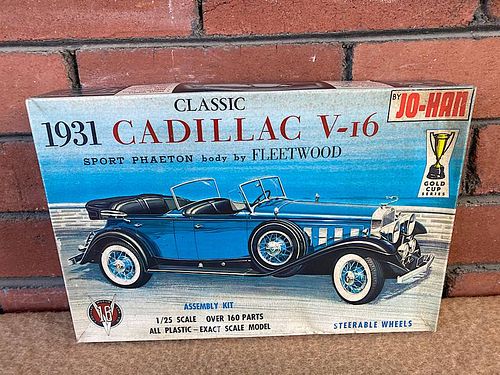 CLASSIC
1931 CADILLAC V-16
SPORT PHAETON body by FLEETWOOD
BY JO-HAN
GOLD
CUP
SERIES
V16
ASSEMBLY KIT
1/25 SCALE OVER 160 PARTS
ALL PLASTIC-EXACT SCALE MODEL
STEERABLE WHEELS